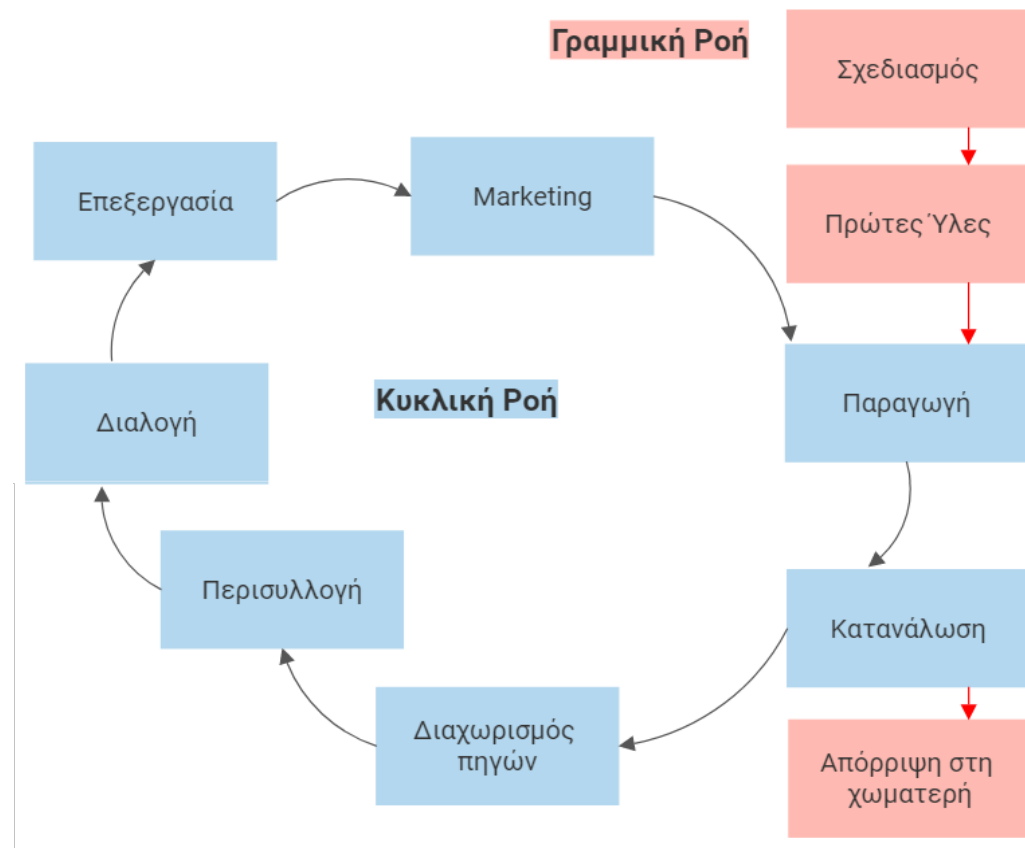 Γραμμική Ροή
Σχεδιασμός
Επεξεργασία
Marketing
Πρώτες Ύλες
Διαλογή
Κυκλική Ροή
Παραγωγή
Περισυλλογή
Κατανάλωση
Διαχωρισμός
πηγών
Απόρριψη στη
χωματερή